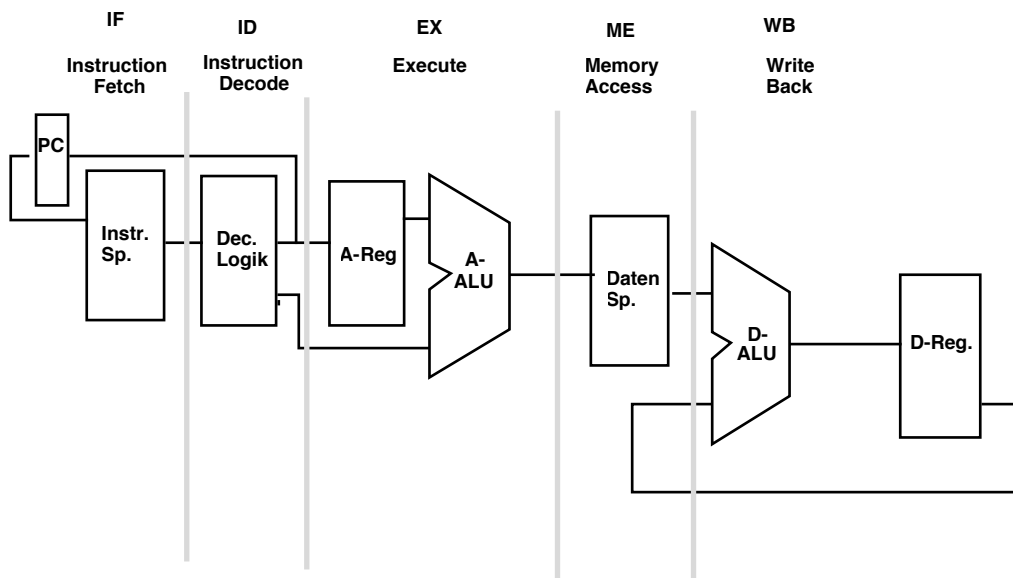 IF
ID
EX
ME
WB
Instruction
Fetch
Instruction
Decode
Execute
Memory
Access
Write
Back
PC
Instr.
Sp.
Dec.
Logik
A-Reg
A-
ALU
Daten
Sp.
D-
ALU
D-Reg.